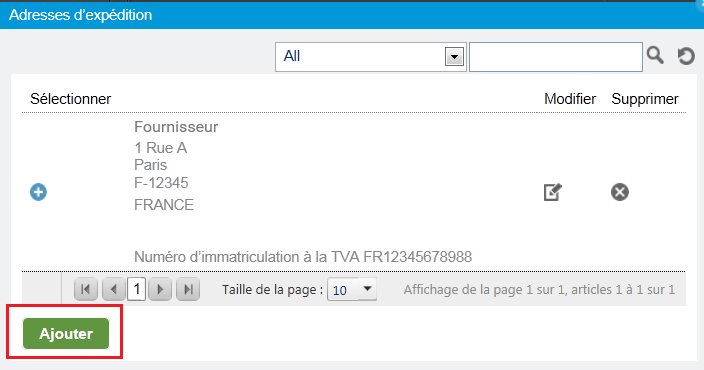 Adresses d'expédition
All
Sélectionner Modifier Supprimer
Fournisseur
1 Rue A
Paris
F-12345
FRANCE
Numéro d'immatriculation à la TVA FR12345678988
1 Taille de la page : 10 Affichage de la page 1 sur 1, articles 1 à 1 sur 1
Ajouter